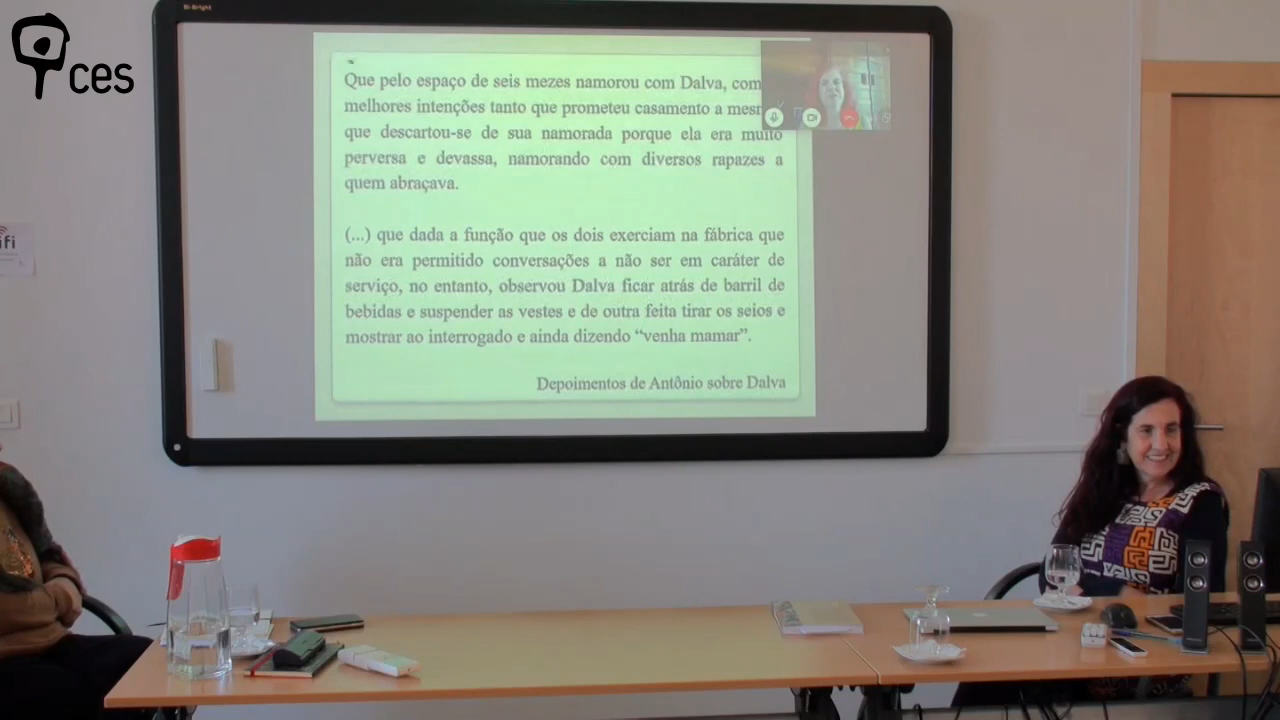 Bi-Bright
ces
Que pelo espaço de seis mezes namorou com Dalva, com
melhores intenções tanto que prometeu casamento a
que descartou-se de sua namorada porque ela era muito
perversa e devassa, namorando com diversos rapazes a
quem abraçava.
(...) que dada a função que os dois exerciam na fábrica que
não era permitido conversações a não ser em caráter de
serviço, no entanto, observou Dalva ficar atrás de barril de
bebidas e suspender as vestes e de outra feita tirar os seios e
mostrar ao interrogado e ainda dizendo “venha mamar”.
Depoimentos de Antônio sobre Dalva
ifi